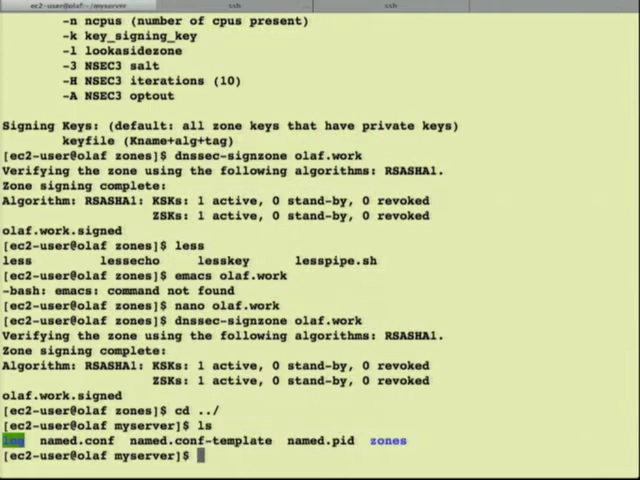 ec2-user@olaf:~/myserver ssh ssh
-n ncpus (number of cpus present)
-k key_signing_key
-l lookasidezone
-3 NSEC3 salt
-H NSEC3 iterations (10)
-A NSEC3 optout
Signing Keys: (default: all zone keys that have private keys)
keyfile (Kname+alg+tag)
[ec2-user@olaf zones]$ dnssec-signzone olaf.work
Verifying the zone using the following algorithms: RSASHA1.
Zone signing complete:
Algorithm: RSASHA1: KSKs: 1 active, 0 stand-by, 0 revoked
ZSKs: 1 active, 0 stand-by, 0 revoked
olaf.work.signed
[ec2-user@olaf zones]$ less
less lessecho lesskey lesspipe.sh
[ec2-user@olaf zones]$ emacs olaf.work
-bash: emacs: command not found
[ec2-user@olaf zones]$ nano olaf.work
[ec2-user@olaf zones]$ dnssec-signzone olaf.work
Verifying the zone using the following algorithms: RSASHA1.
Zone signing complete:
Algorithm: RSASHA1: KSKs: 1 active, 0 stand-by, 0 revoked
ZSKs: 1 active, 0 stand-by, 0 revoked
olaf.work.signed
[ec2-user@olaf zones]$ cd ../
[ec2-user@olaf myserver]$ ls
log named.conf named.conf-template named.pid zones
[ec2-user@olaf myserver]$